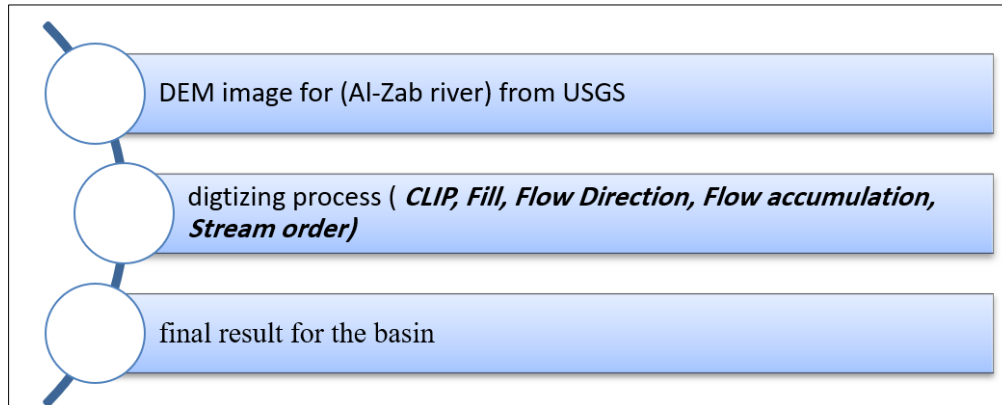 DEM image for (Al-Zab river) from USGS
digtizing process ( CLIP, Fill, Flow Direction, Flow accumulation,
Stream order)
final result for the basin